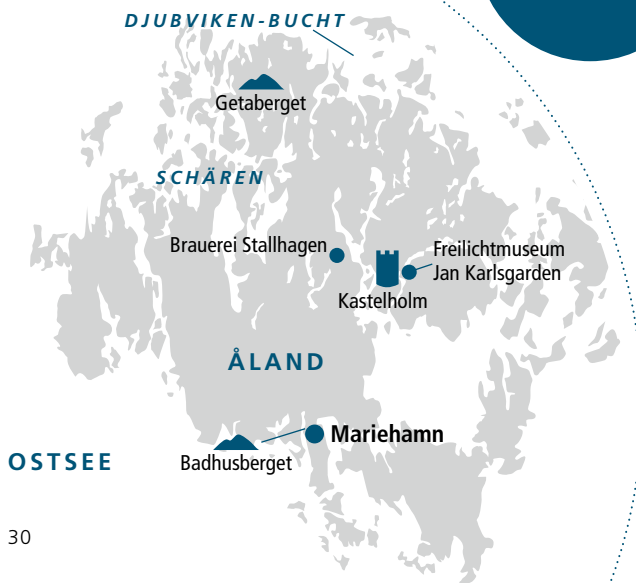 DJUBVIKEN-BUCHT
Getaberget
SCHÄREN
Brauerei Stallhagen
Freilichtmuseum
Jan Karlsgarden
Kastelholm
ÅLAND
Mariehamn
OSTSEE
Badhusberget
30